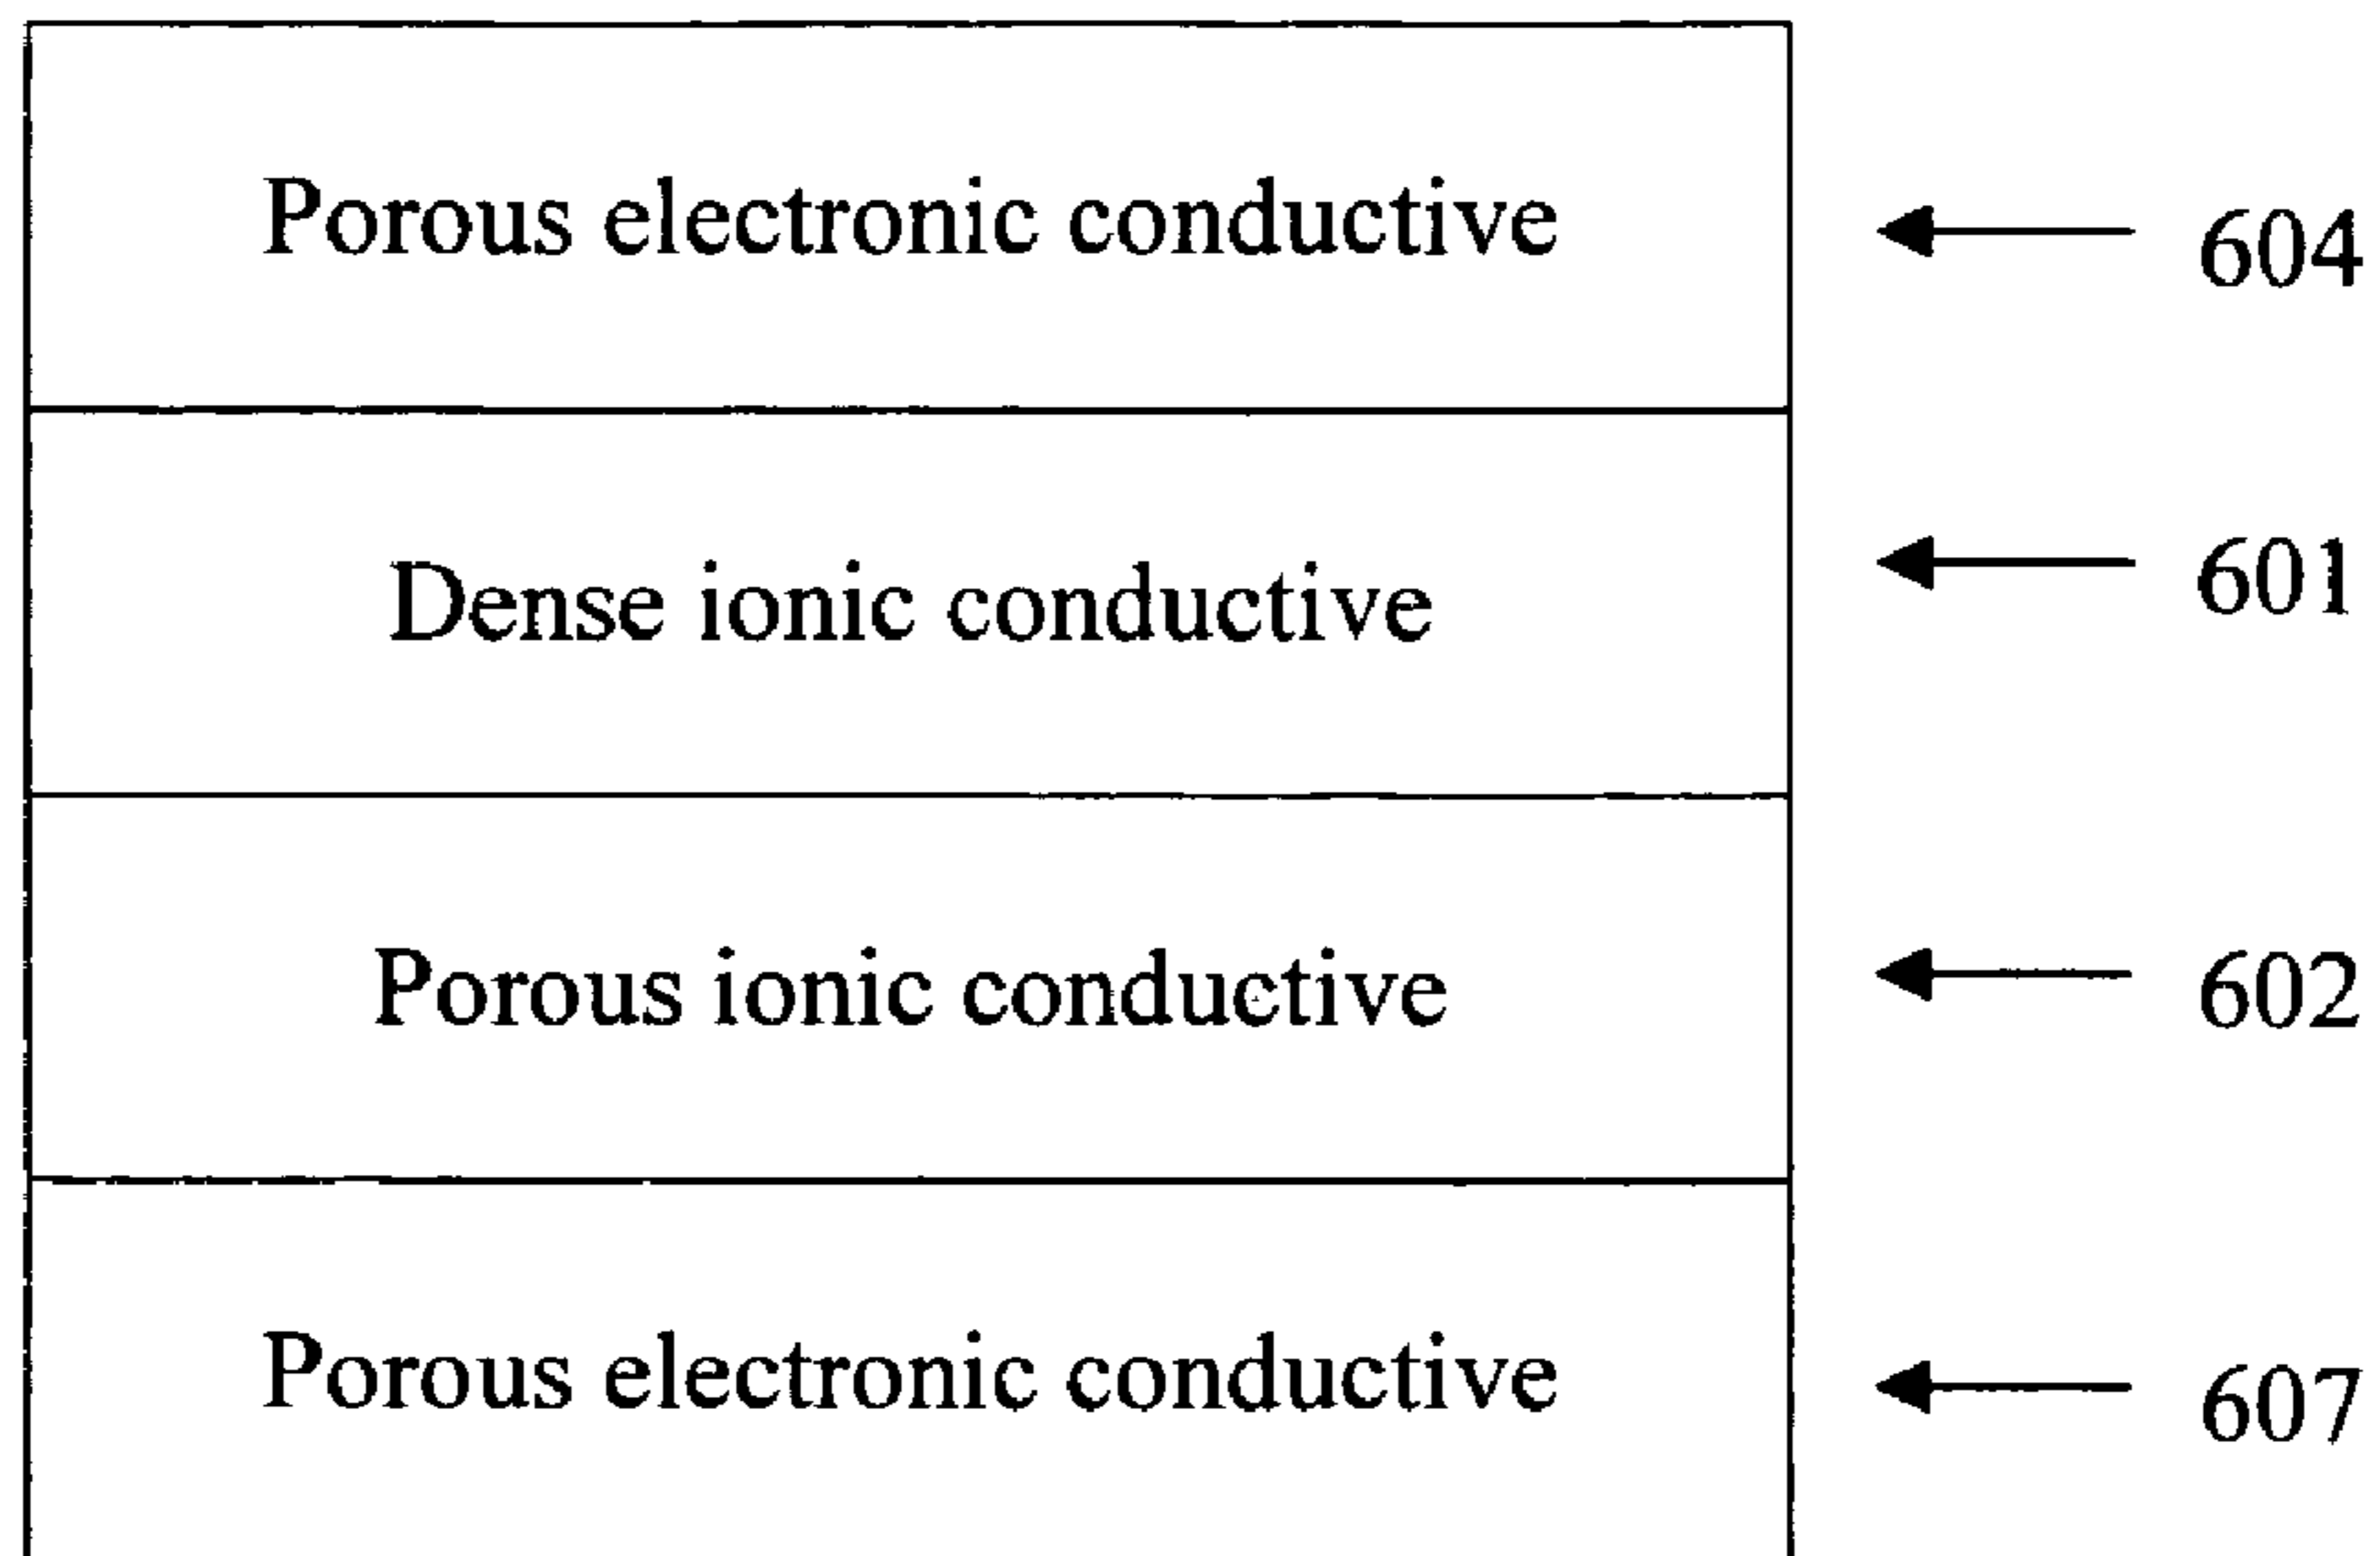 Porous electronic conductive 604
Dense ionic conductive 601
Porous ionic conductive 602
Porous electronic conductive 607